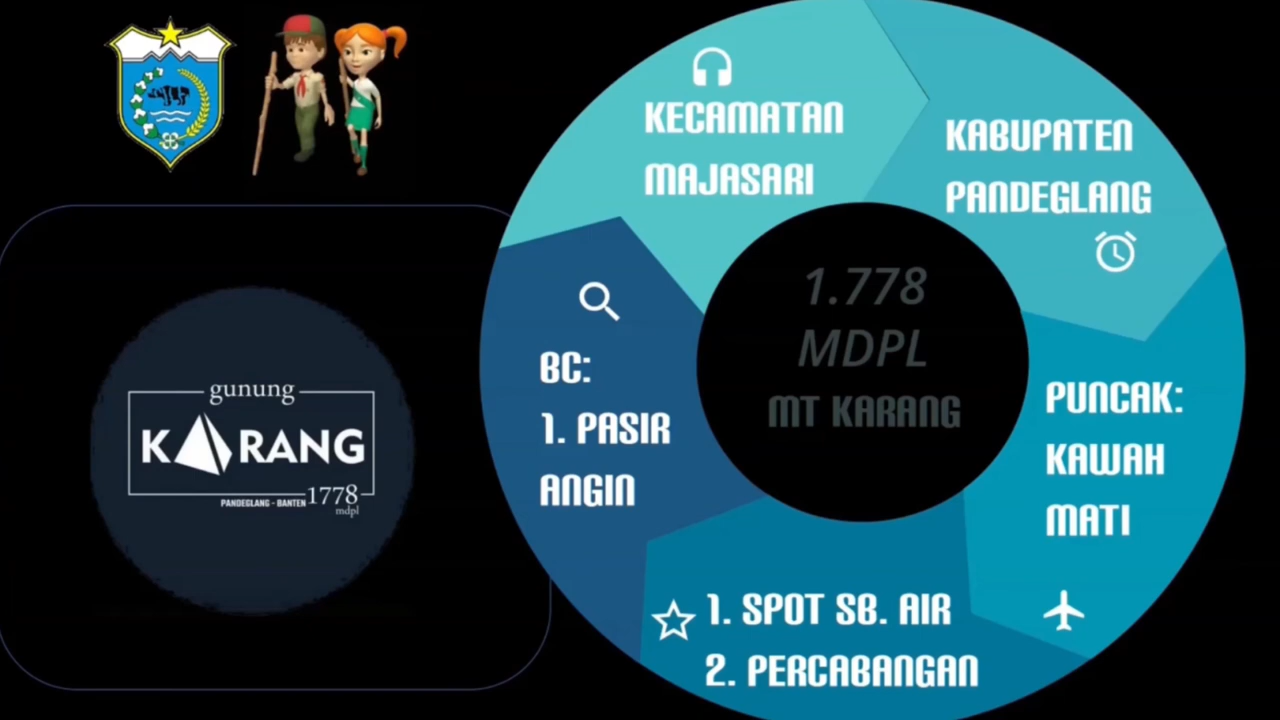 gunung
KARANG
PANDEGLANG - BANTEN 1778
mdpl
KECAMATAN
MAJASARI
KABUPATEN
PANDEGLANG
1.778
MDPL
MT KARANG
BC:
1. PASIR
ANGIN
PUNCAK:
KAWAH
MATI
1. SPOT SB. AIR
2. PERCABANGAN